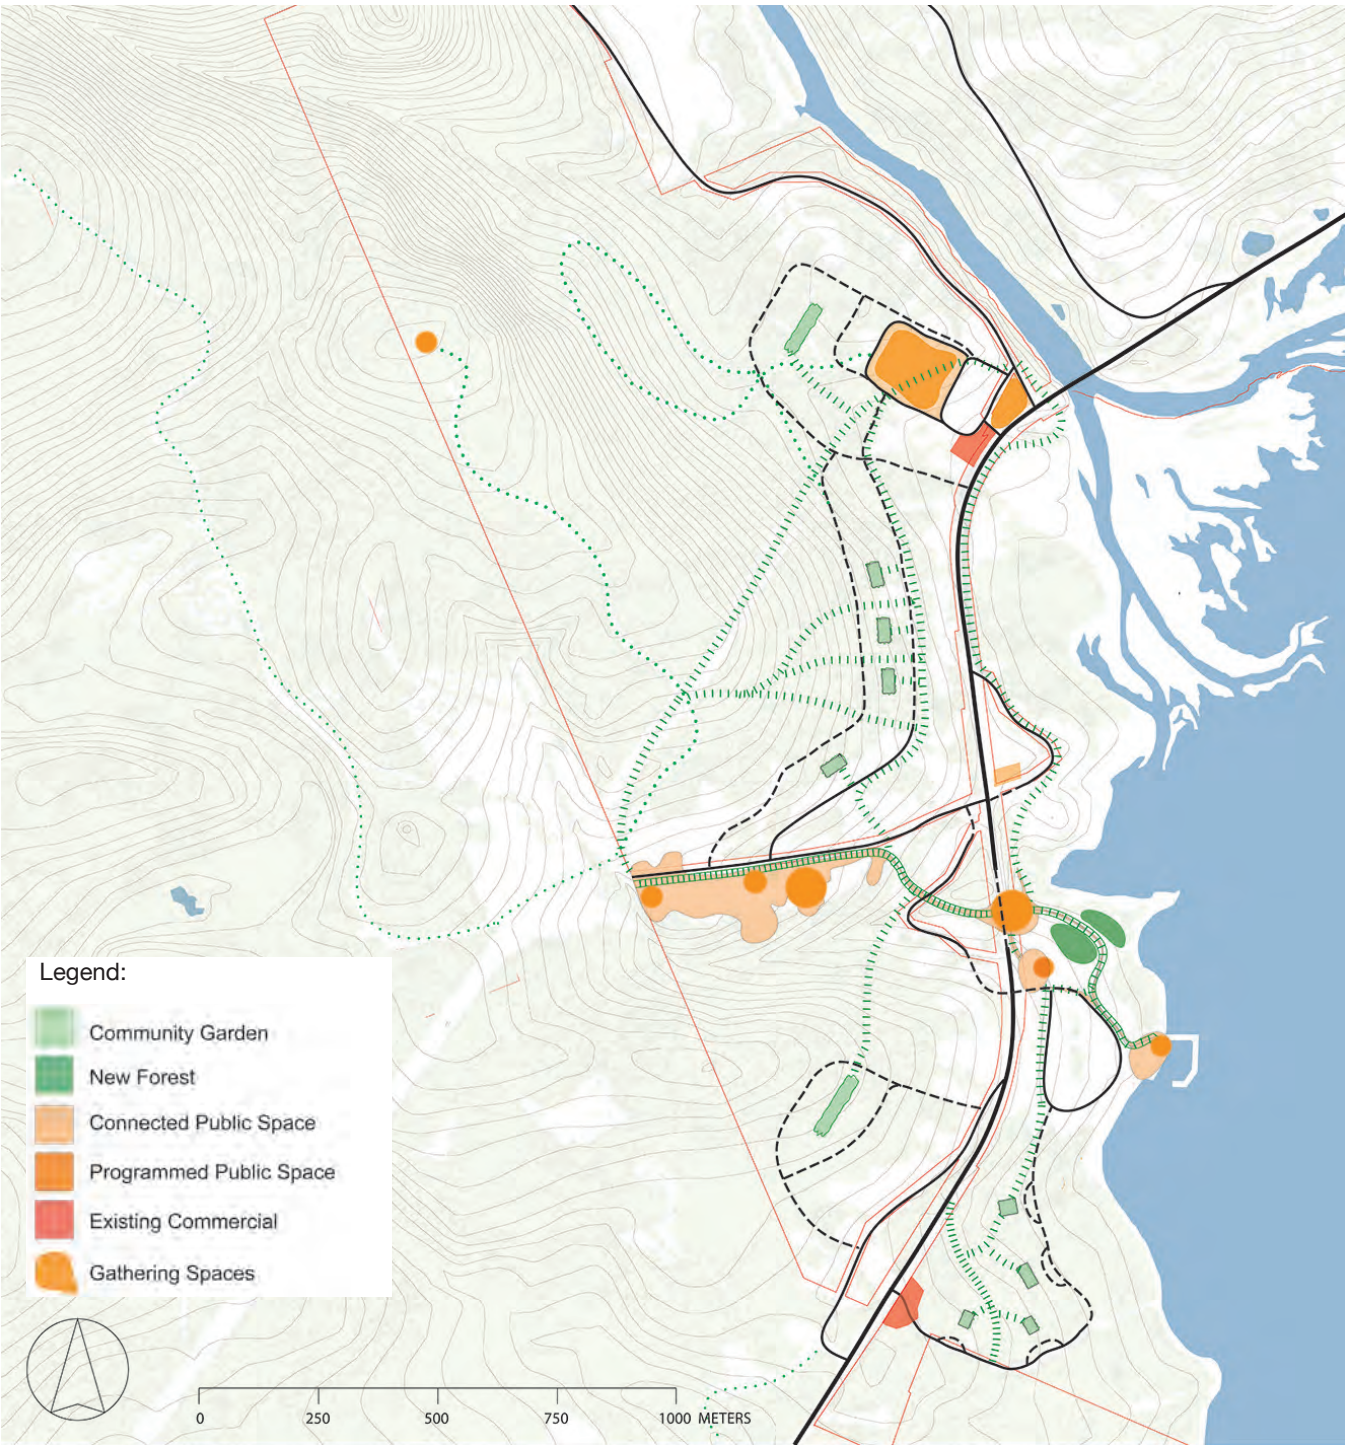 Legend:
Community Garden
New Forest
Connected Public Space
Programmed Public Space
Existing Commercial
Gathering Spaces
0 250 500 750 1000 METERS